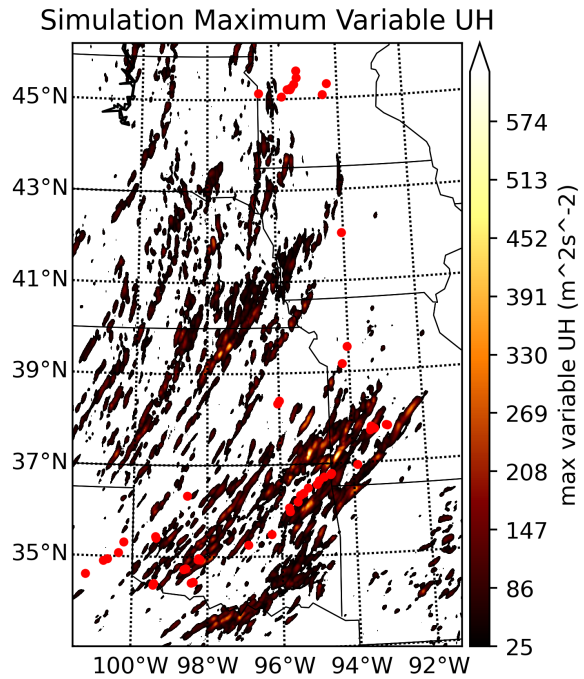 Simulation Maximum Variable UH
45°N
43°N
41°N
39°N
37°N
35°N
100°W 98°W 96°W 94°W 92°W
574
513
452
391
330
269
208
147
86
25
max variable UH (m^2s^-2)